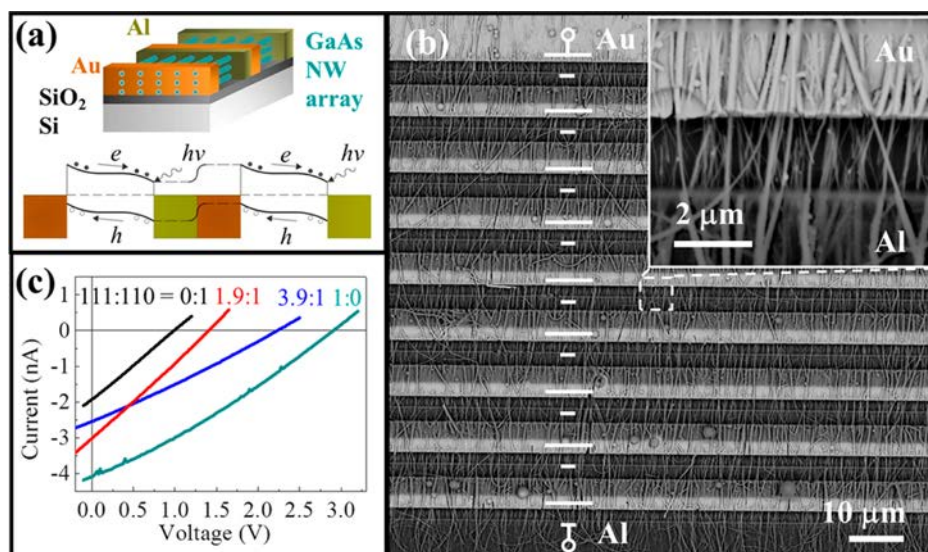 (a)
Al
Au
GaAs
NW
array
SiO2
Si
e
hν
e
hν
h
h
(b)
Au
Au
2 μm
Al
10 μm
Al
(c)
111:110 = 0:1 1.9:1 3.9:1 1:0
1
0
-1
-2
-3
-4
Current (nA)
0.0 0.5 1.0 1.5 2.0 2.5 3.0
Voltage (V)